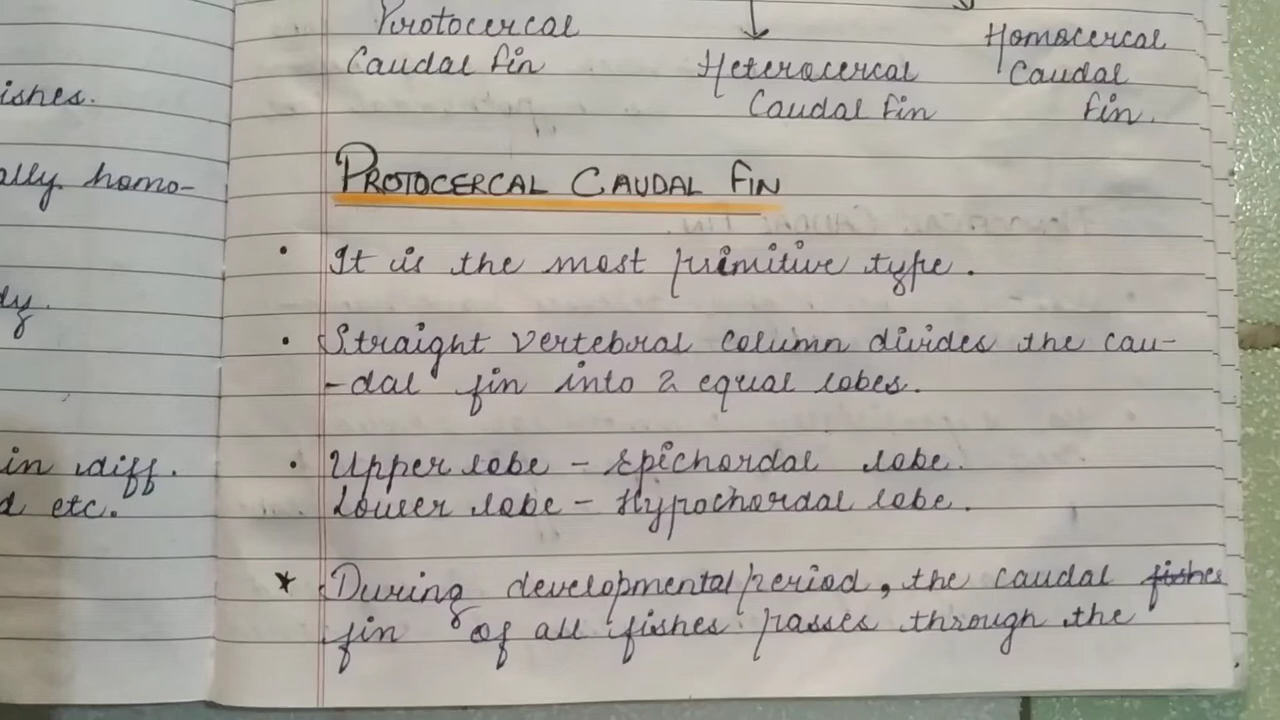 ishes.
ally homo-
dy.
in diff.
d etc.
Protocercal
Caudal fin
Heterocercal
Caudal fin
Homocercal
Caudal
fin.
PROTOCERCAL CAUDAL FIN
• It is the most primitive type.
• Straight vertebral column divides the cau-
-dal fin into 2 equal lobes.
• Upper lobe - Epichordal lobe.
Lower lobe - Hypochordal lobe.
* During developmental period, the caudal fishes
fin of all fishes passes through the